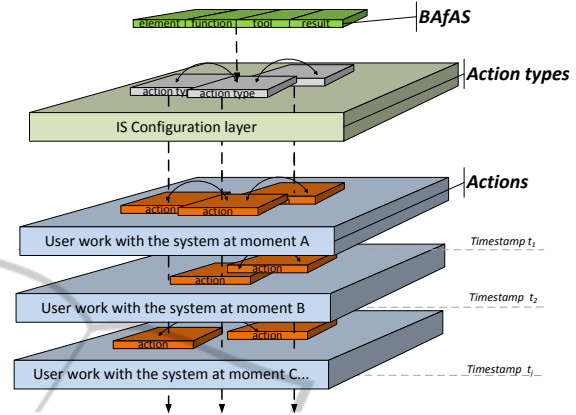 BAfAS
element function tool result
Action types
action typ
action type
IS Configuration layer
Actions
action
action
User work with the system at moment A
Timestamp t1
action
action
User work with the system at moment B
Timestamp t2
action
action
User work with the system at moment C...
Timestamp tj